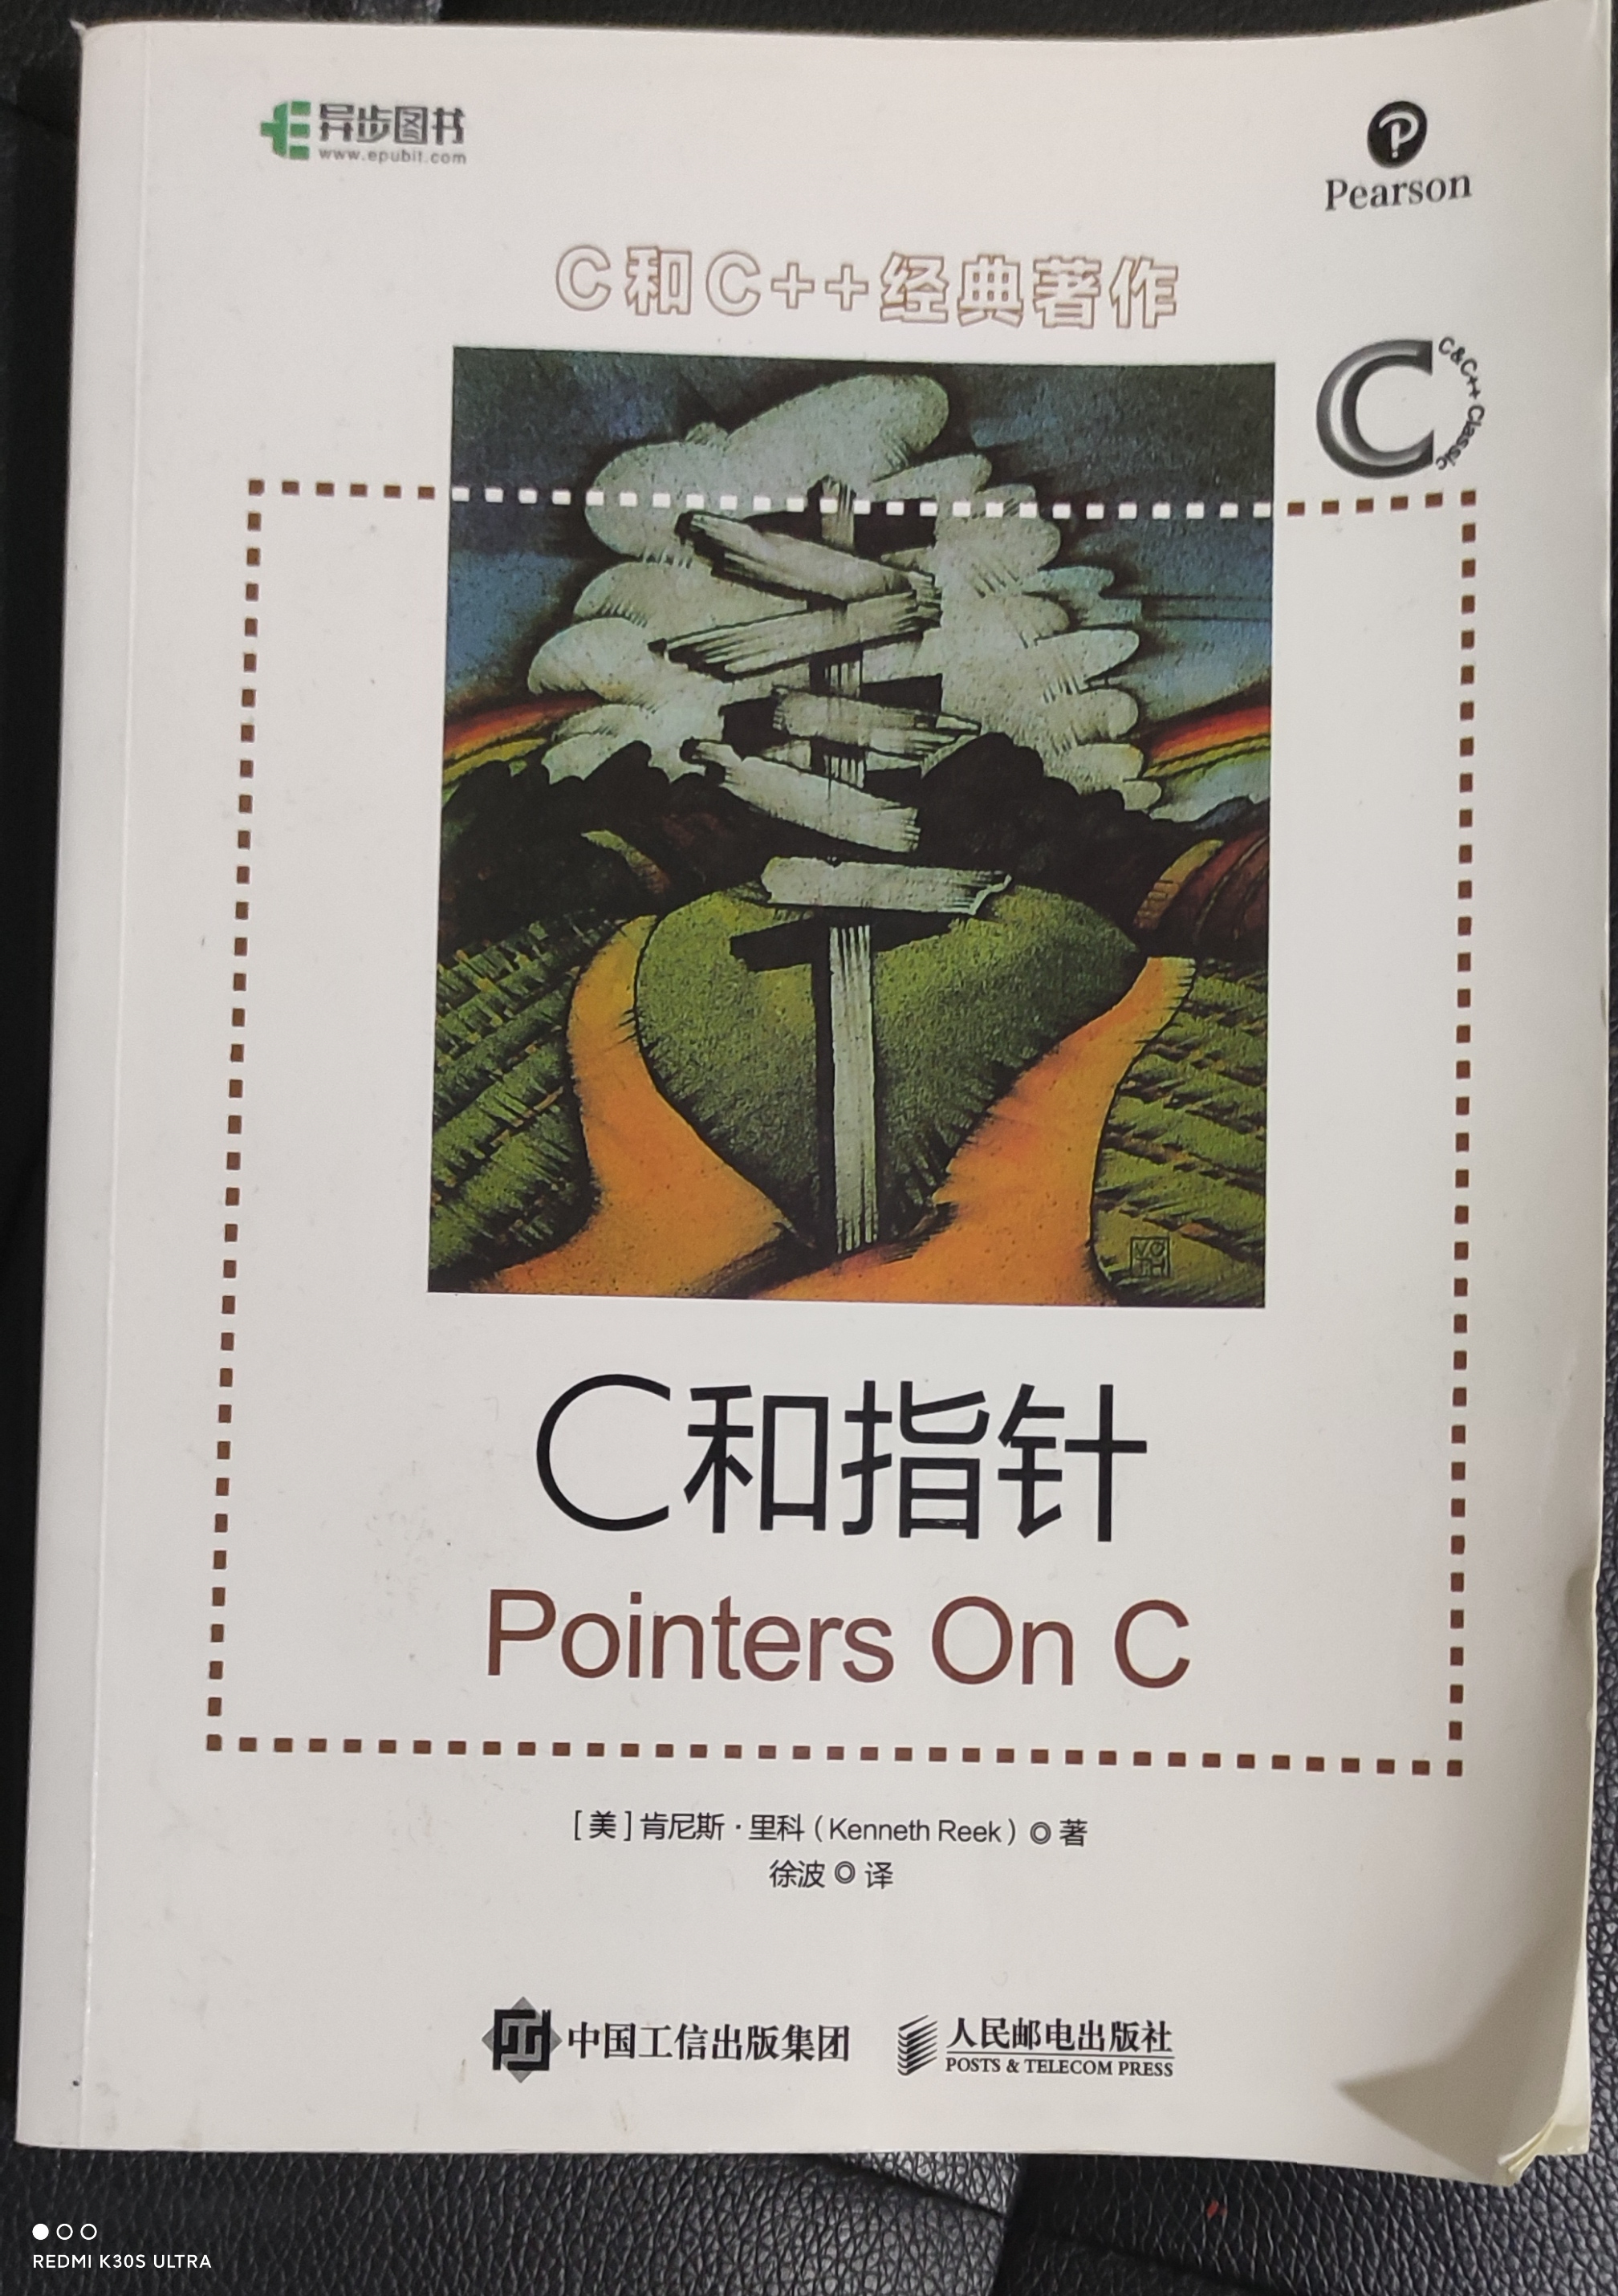 异步图书
www.epubit.com
Pearson
C和C++经典著作
C&C++ Classic
VOTH
C和指针
Pointers On C
[美]肯尼斯·里科（Kenneth Reek）◎ 著
徐波 ◎ 译
中国工信出版集团
人民邮电出版社
POSTS & TELECOM PRESS
REDMI K30S ULTRA